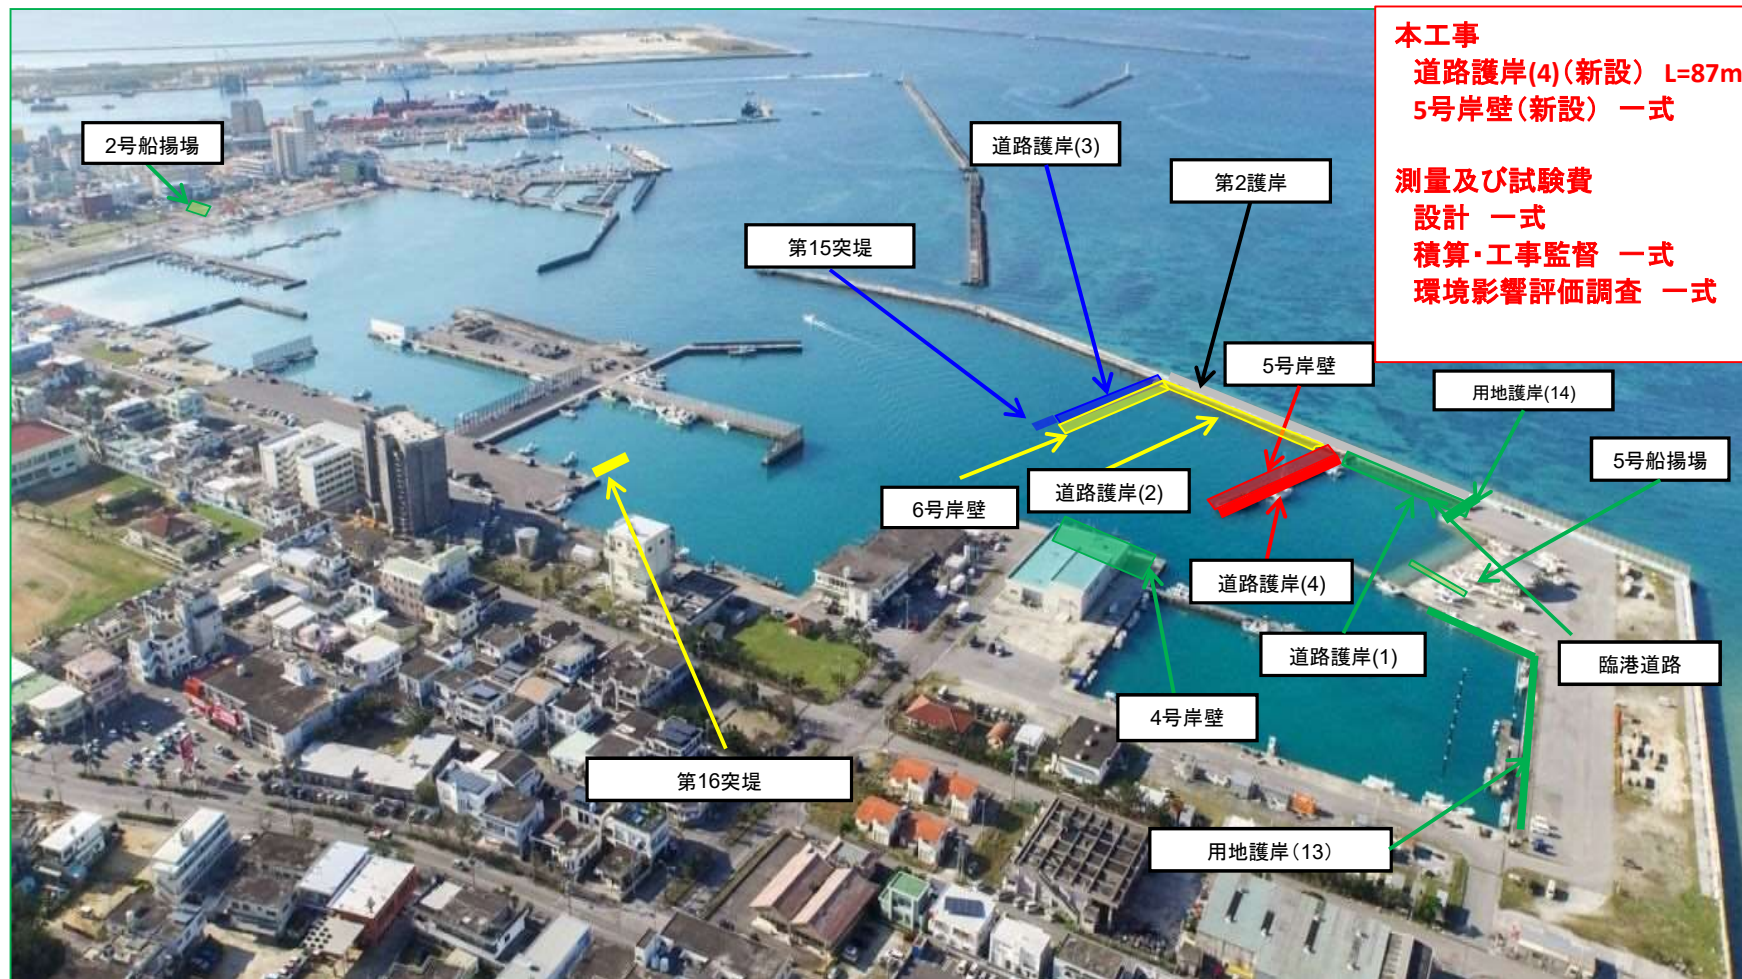 本工事
道路護岸(4)(新設) L=87m
5号岸壁(新設) 一式
測量及び試験費
設計 一式
積算・工事監督 一式
環境影響評価調査 一式
2号船揚場
道路護岸(3)
第2護岸
第15突堤
5号岸壁
用地護岸(14)
5号船揚場
6号岸壁
道路護岸(2)
道路護岸(4)
道路護岸(1)
臨港道路
4号岸壁
第16突堤
用地護岸(13)